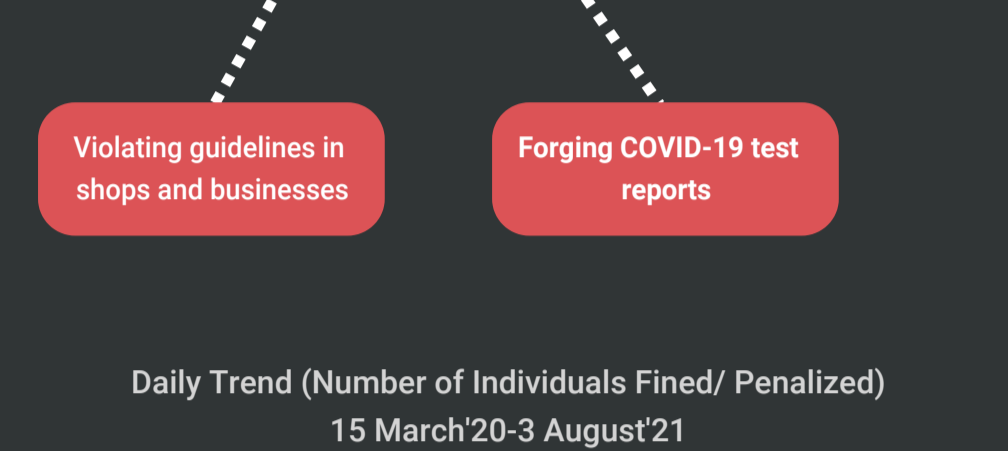 Violating guidelines in
shops and businesses
Forging COVID-19 test
reports
Daily Trend (Number of Individuals Fined/ Penalized)
15 March'20-3 August'21